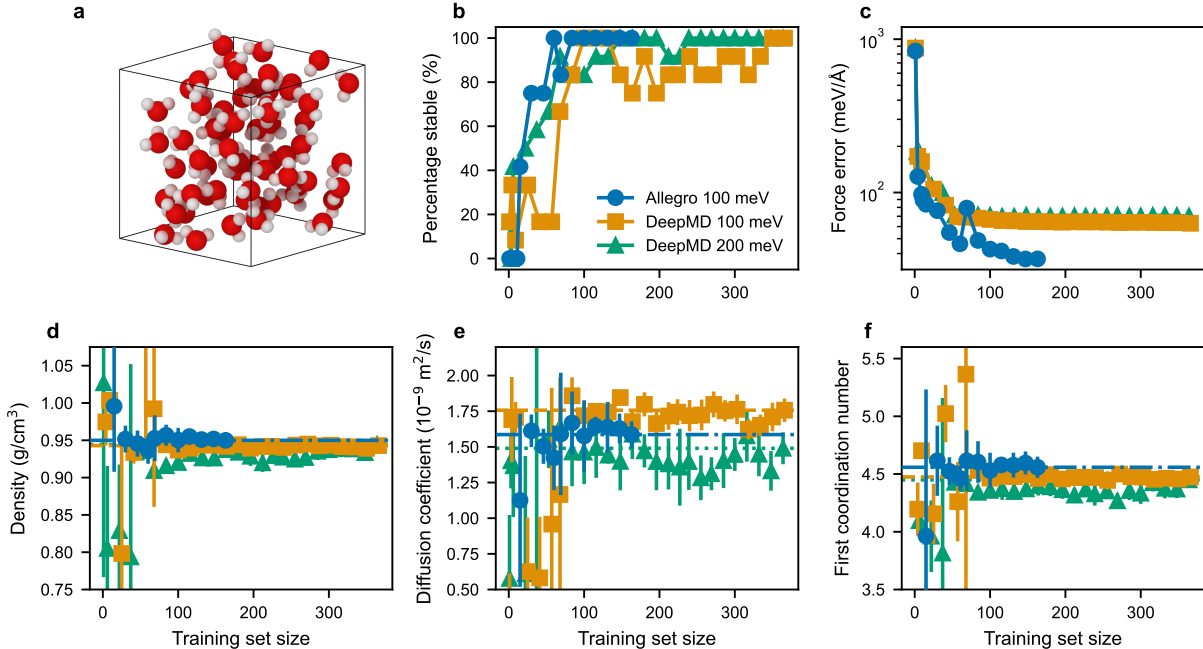 a
b
Percentage stable (%)
100
80
60
40
20
0
0
100
200
300
Allegro 100 meV
DeepMD 100 meV
DeepMD 200 meV
c
Force error (meV/Å)
10³
10²
0
100
200
300
d
Density (g/cm³)
1.05
1.00
0.95
0.90
0.85
0.80
0.75
0
100
200
300
Training set size
e
Diffusion coefficient (10⁻⁹ m²/s)
2.00
1.75
1.50
1.25
1.00
0.75
0.50
0
100
200
300
Training set size
f
First coordination number
5.5
5.0
4.5
4.0
3.5
0
100
200
300
Training set size